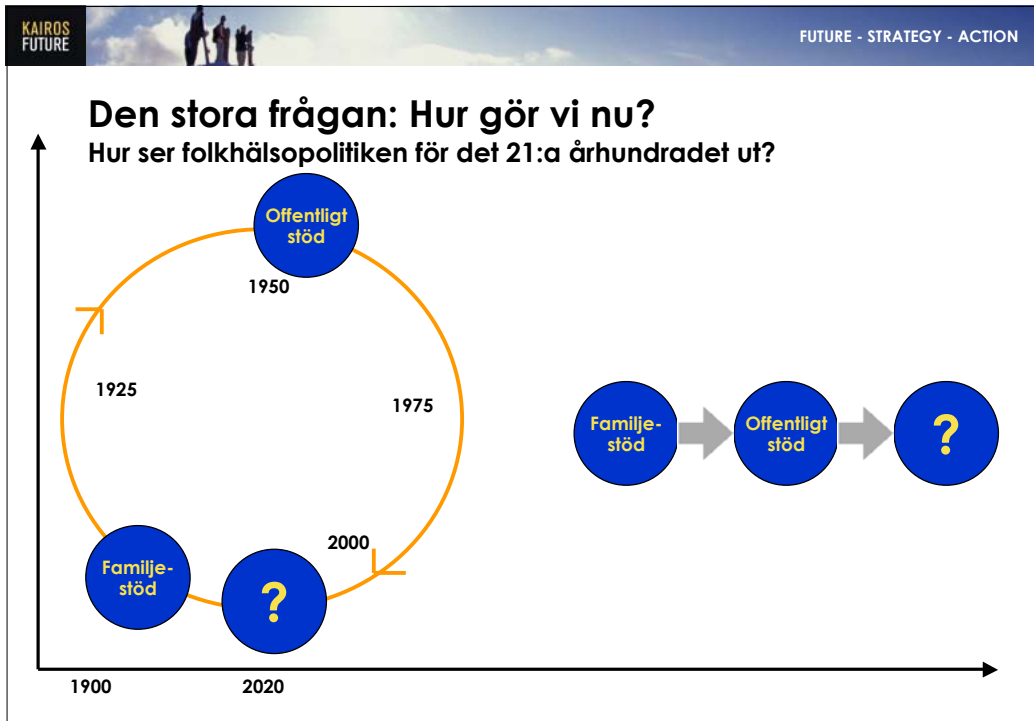 KAIROS
FUTURE
FUTURE - STRATEGY - ACTION
Den stora frågan: Hur gör vi nu?
Hur ser folkhälsopolitiken för det 21:a århundradet ut?
Offentligt
stöd
1950
1925
1975
Familje-
stöd
Offentligt
stöd
?
2000
Familje-
stöd
?
1900
2020